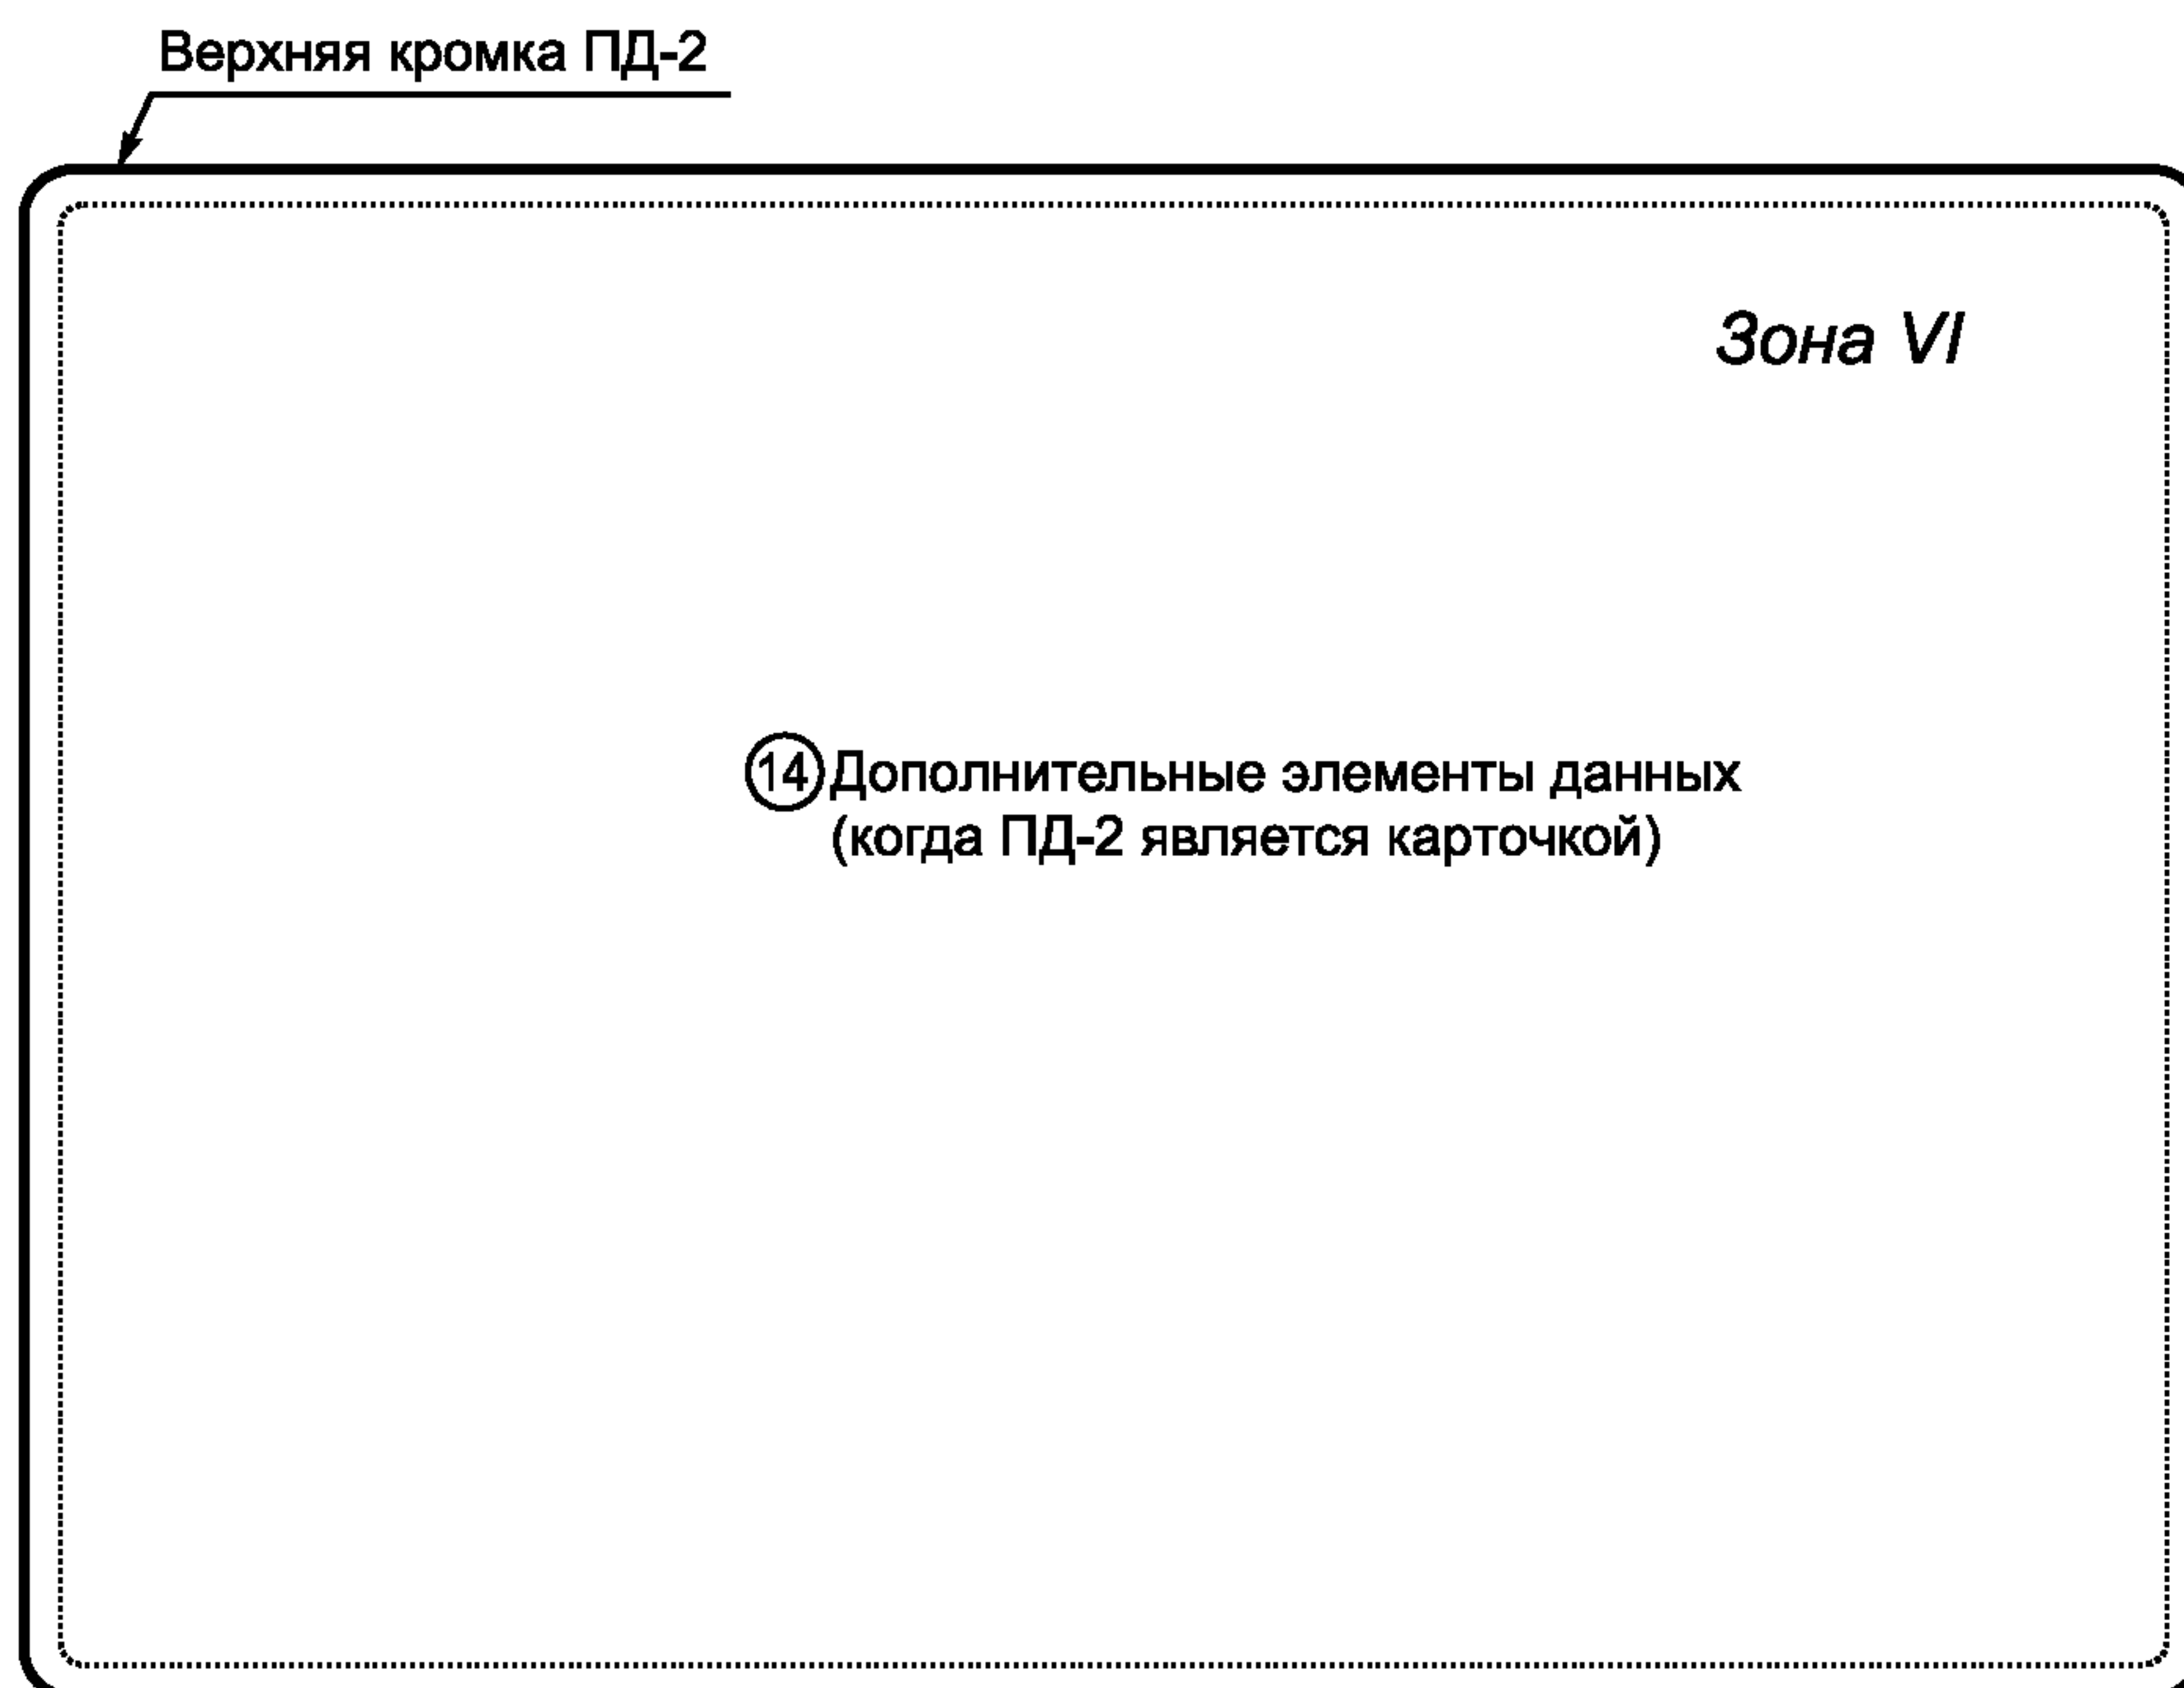 Верхняя кромка ПД-2
Зона VI
14 Дополнительные элементы данных
(когда ПД-2 является карточкой)